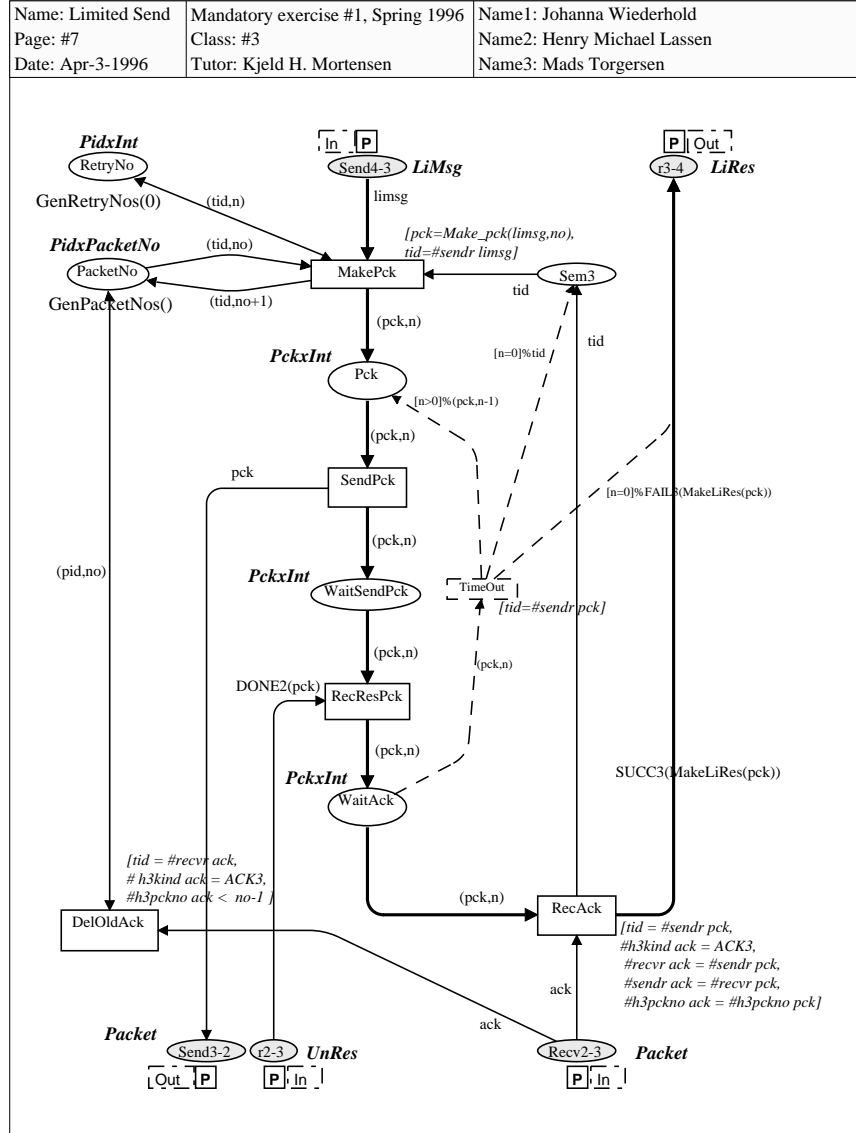 Name: Limited Send
Page: #7
Date: Apr-3-1996
Mandatory exercise #1, Spring 1996
Class: #3
Tutor: Kjeld H. Mortensen
Name1: Johanna Wiederhold
Name2: Henry Michael Lassen
Name3: Mads Torgersen
In
P
P
Out
PidxInt
RetryNo
GenRetryNos(0)
Send4-3
LiMsg
r3-4
LiRes
limsg
(tid,n)
PidxPacketNo
PacketNo
GenPacketNos()
(tid,no)
(tid,no+1)
[pck=Make_pck(limsg,no),
tid=#sendr limsg]
MakePck
tid
Sem3
(pck,n)
tid
[n=0]%tid
PckxInt
Pck
[n>0]%(pck,n-1)
(pck,n)
pck
SendPck
[n=0]%FAIL3(MakeLiRes(pck))
(pck,n)
(pid,no)
PckxInt
WaitSendPck
TimeOut
[tid=#sendr pck]
(pck,n)
(pck,n)
DONE2(pck)
RecResPck
(pck,n)
SUCC3(MakeLiRes(pck))
PckxInt
WaitAck
[tid = #recvr ack,
# h3kind ack = ACK3,
#h3pckno ack < no-1 ]
(pck,n)
RecAck
DelOldAck
[tid = #sendr pck,
#h3kind ack = ACK3,
#recvr ack = #sendr pck,
#sendr ack = #recvr pck,
#h3pckno ack = #h3pckno pck]
ack
ack
Packet
Send3-2
r2-3
UnRes
Recv2-3
Packet
Out
P
P
In
P
In